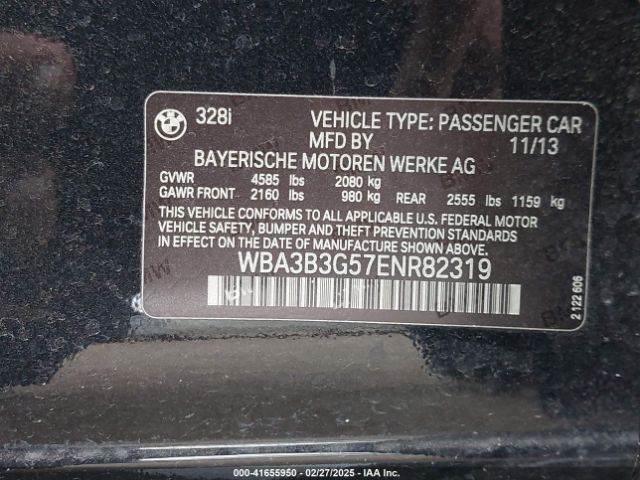 328i VEHICLE TYPE: PASSENGER CAR
MFD BY 11/13
BAYERISCHE MOTOREN WERKE AG
GVWR 4585 lbs 2080 kg
GAWR FRONT 2160 lbs 980 kg REAR 2555 lbs 1159 kg
THIS VEHICLE CONFORMS TO ALL APPLICABLE U.S. FEDERAL MOTOR
VEHICLE SAFETY, BUMPER AND THEFT PREVENTION STANDARDS
IN EFFECT ON THE DATE OF MANUFACTURE SHOWN ABOVE.
WBA3B3G57ENR82319
2 122 606
000-41655950 - 02/27/2025 - IAA Inc.